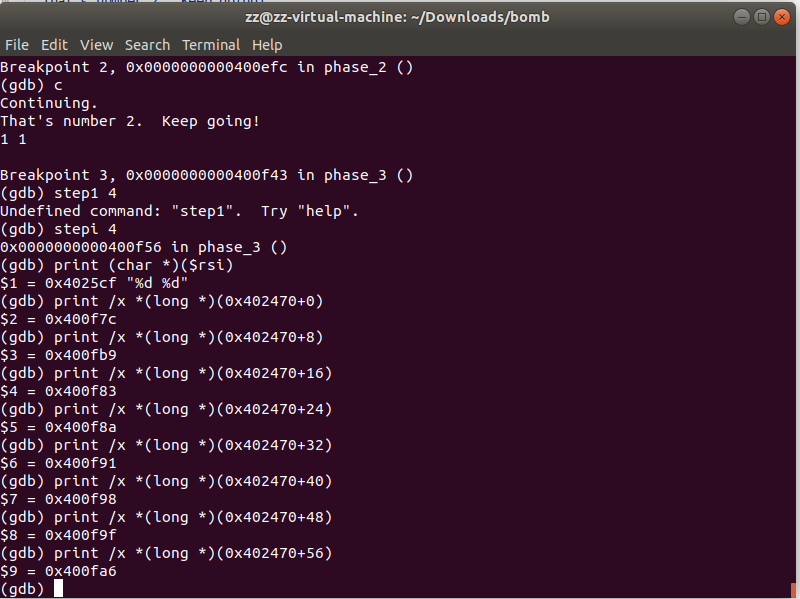 zz@zz-virtual-machine: ~/Downloads/bomb
File Edit View Search Terminal Help
Breakpoint 2, 0x0000000000400efc in phase_2 ()
(gdb) c
Continuing.
That's number 2.  Keep going!
1 1
Breakpoint 3, 0x0000000000400f43 in phase_3 ()
(gdb) step1 4
Undefined command: "step1".  Try "help".
(gdb) stepi 4
0x0000000000400f56 in phase_3 ()
(gdb) print (char *)($rsi)
$1 = 0x4025cf "%d %d"
(gdb) print /x *(long *)(0x402470+0)
$2 = 0x400f7c
(gdb) print /x *(long *)(0x402470+8)
$3 = 0x400fb9
(gdb) print /x *(long *)(0x402470+16)
$4 = 0x400f83
(gdb) print /x *(long *)(0x402470+24)
$5 = 0x400f8a
(gdb) print /x *(long *)(0x402470+32)
$6 = 0x400f91
(gdb) print /x *(long *)(0x402470+40)
$7 = 0x400f98
(gdb) print /x *(long *)(0x402470+48)
$8 = 0x400f9f
(gdb) print /x *(long *)(0x402470+56)
$9 = 0x400fa6
(gdb)